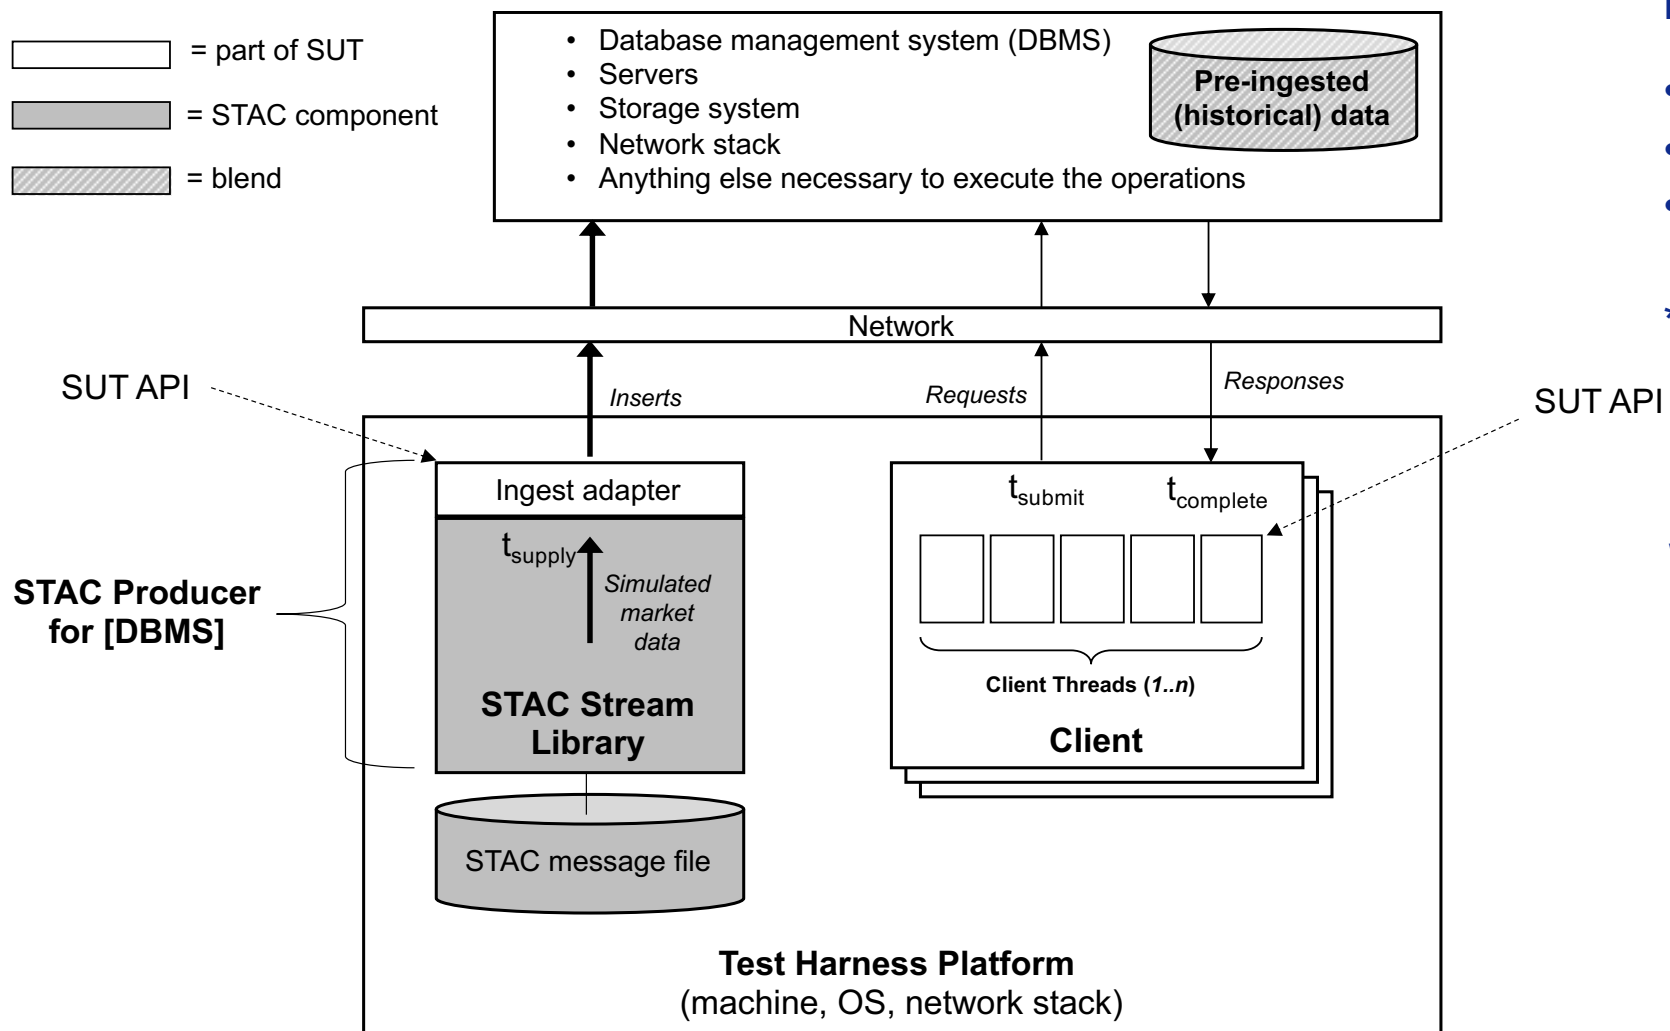 = part of SUT
= STAC component
= blend
• Database management system (DBMS)
• Servers
• Storage system
• Network stack
• Anything else necessary to execute the operations
Pre-ingested
(historical) data
Network
SUT API
Inserts
Requests
Responses
SUT API
Ingest adapter
tsupply
Simulated
market
data
STAC Stream
Library
STAC Producer
for [DBMS]
STAC message file
tsubmit
tcomplete
Client Threads (1..n)
Client
Test Harness Platform
(machine, OS, network stack)